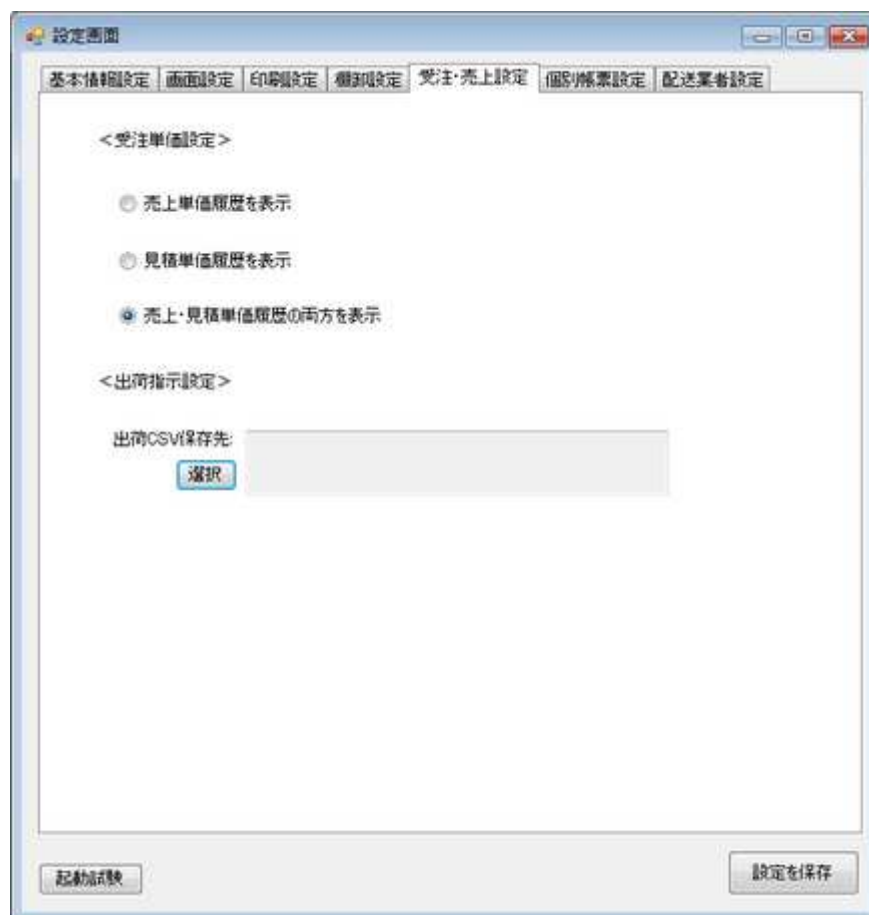 設定画面
基本情報設定 画面設定 印刷設定 棚卸設定 受注・売上設定 個別帳票設定 配送業者設定
＜受注単価設定＞
売上単価履歴を表示
見積単価履歴を表示
売上・見積単価履歴の両方を表示
＜出荷指示設定＞
出荷CSV保存先:
選択
起動試験
設定を保存